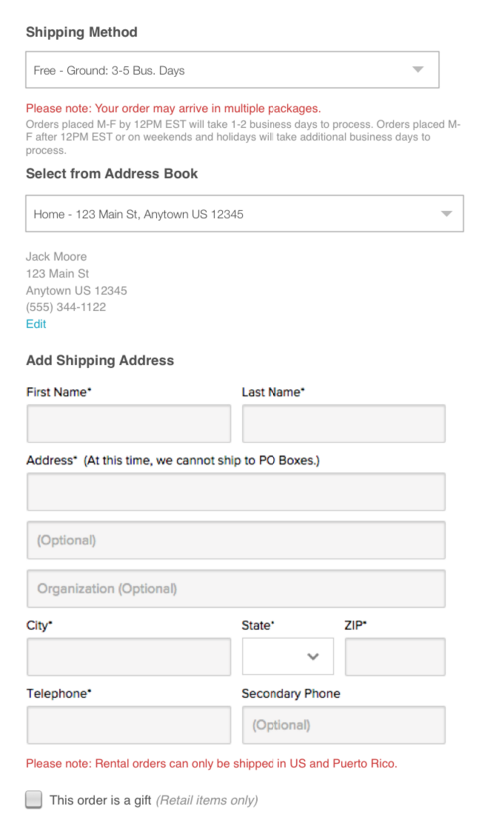 Shipping Method
Free - Ground: 3-5 Bus. Days
Please note: Your order may arrive in multiple packages.
Orders placed M-F by 12PM EST will take 1-2 business days to process. Orders placed M-
F after 12PM EST or on weekends and holidays will take additional business days to
process.
Select from Address Book
Home - 123 Main St, Anytown US 12345
Jack Moore
123 Main St
Anytown US 12345
(555) 344-1122
Edit
Add Shipping Address
First Name* Last Name*
Address* (At this time, we cannot ship to PO Boxes.)
(Optional)
Organization (Optional)
City* State* ZIP*
Telephone* Secondary Phone
(Optional)
Please note: Rental orders can only be shipped in US and Puerto Rico.
This order is a gift (Retail items only)